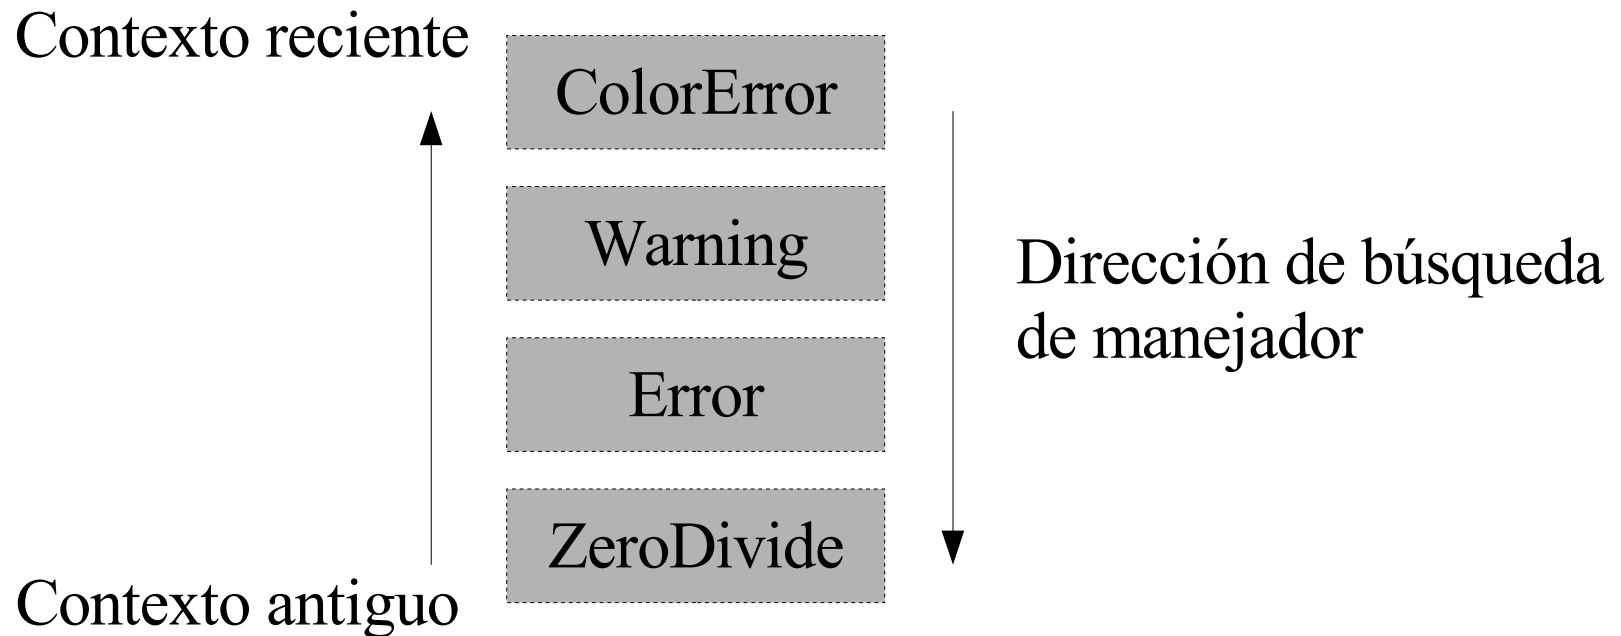 Contexto reciente
ColorError
Warning
Dirección de búsqueda
de manejador
Error
ZeroDivide
Contexto antiguo